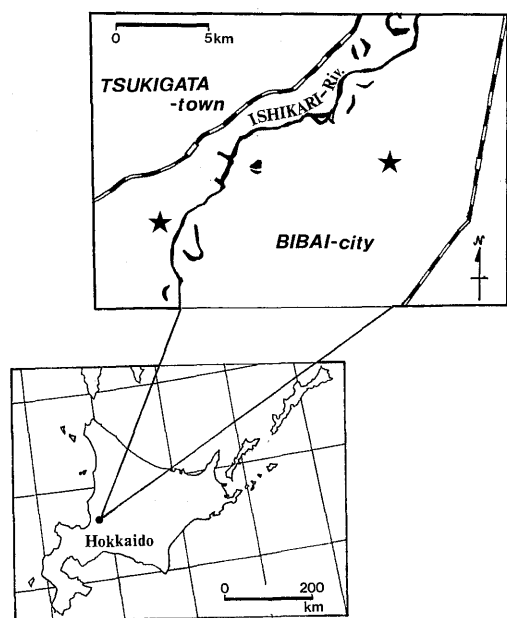 0 5km
TSUKIGATA
-town
ISHIKARI-Riv.
BIBAI-city
N
Hokkaido
0 200
km